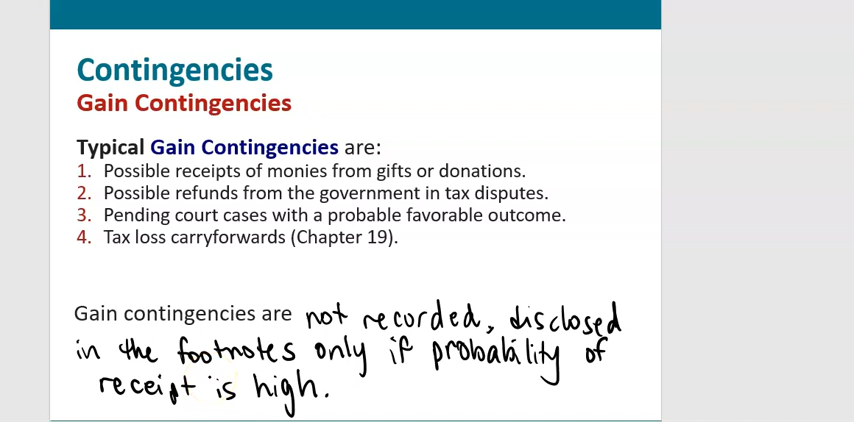 Contingencies
Gain Contingencies
Typical Gain Contingencies are:
1. Possible receipts of monies from gifts or donations.
2. Possible refunds from the government in tax disputes.
3. Pending court cases with a probable favorable outcome.
4. Tax loss carryforwards (Chapter 19).
Gain contingencies are not recorded, disclosed
in the footnotes only if probability of
receipt is high.